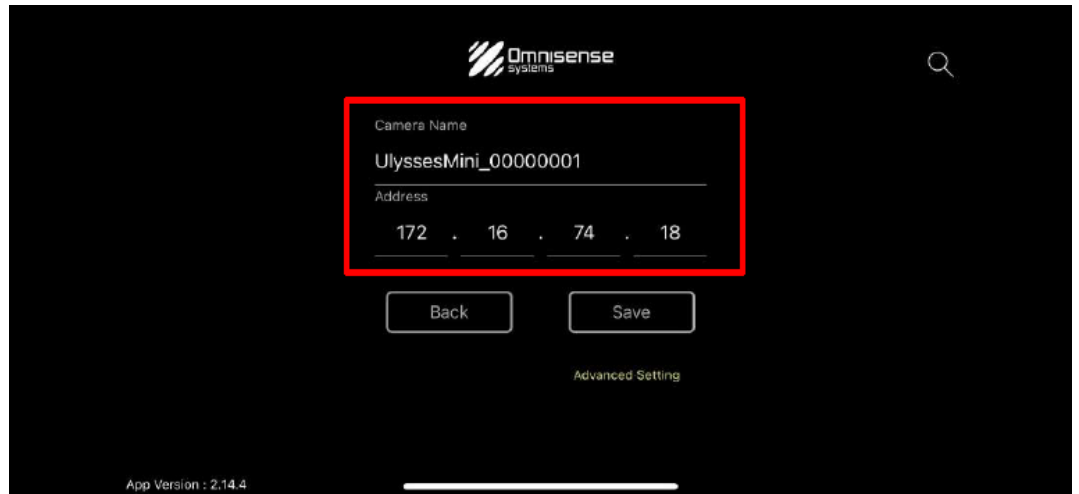 Omnisense
systems
Camera Name
UlyssesMini_00000001
Address
172 . 16 . 74 . 18
Back
Save
Advanced Setting
App Version : 2.14.4